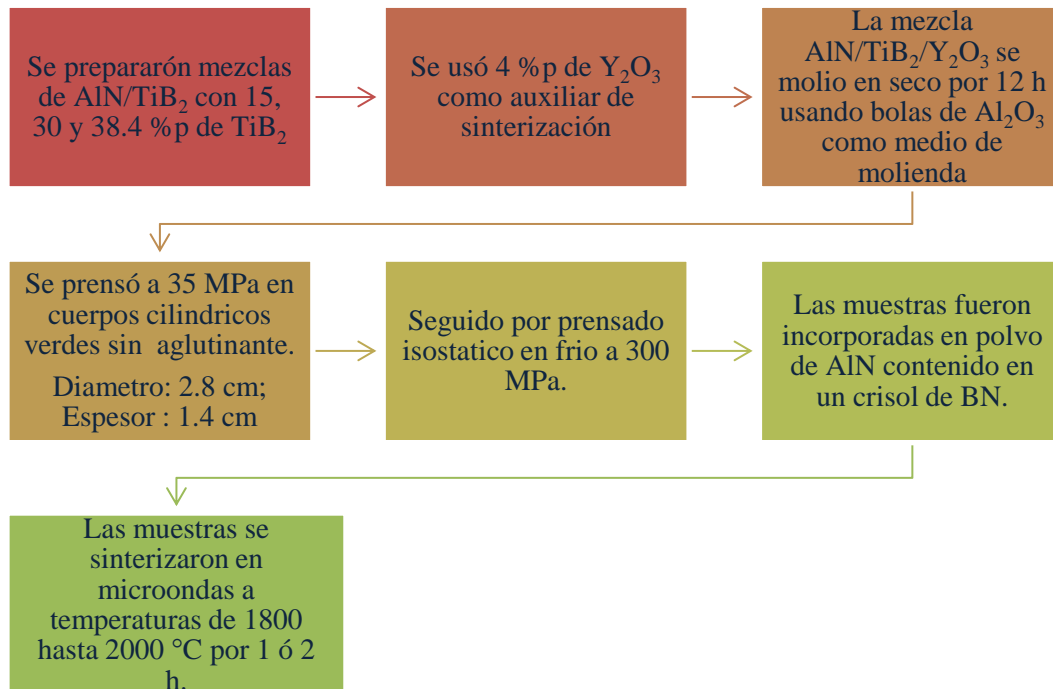 Se prepararón mezclas
de AlN/TiB₂ con 15,
30 y 38.4 %p de TiB₂
Se usó 4 %p de Y₂O₃
como auxiliar de
sinterización
La mezcla
AlN/TiB₂/Y₂O₃ se
molio en seco por 12 h
usando bolas de Al₂O₃
como medio de
molienda
Se prensó a 35 MPa en
cuerpos cilindricos
verdes sin aglutinante.
Diametro: 2.8 cm;
Espesor : 1.4 cm
Seguido por prensado
isostatico en frio a 300
MPa.
Las muestras fueron
incorporadas en polvo
de AlN contenido en
un crisol de BN.
Las muestras se
sinterizaron en
microondas a
temperaturas de 1800
hasta 2000 °C por 1 ó 2
h.